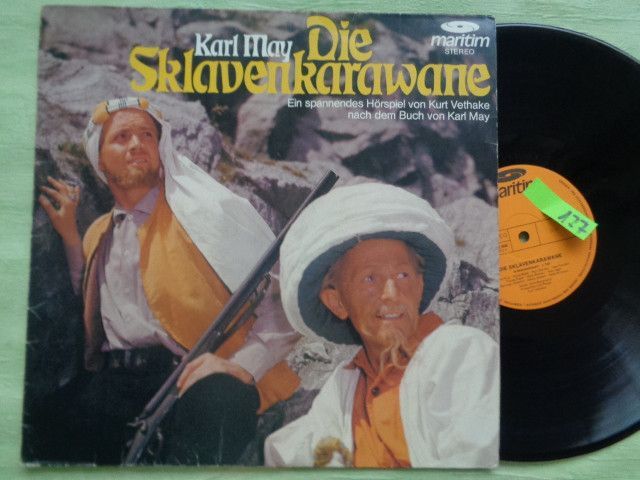 Karl May Die
Sklavenkarawane
Ein spannendes Hörspiel von Kurt Vethake
nach dem Buch von Karl May
maritim
STEREO
maritim
127
DIE SKLAVENKARAWANE